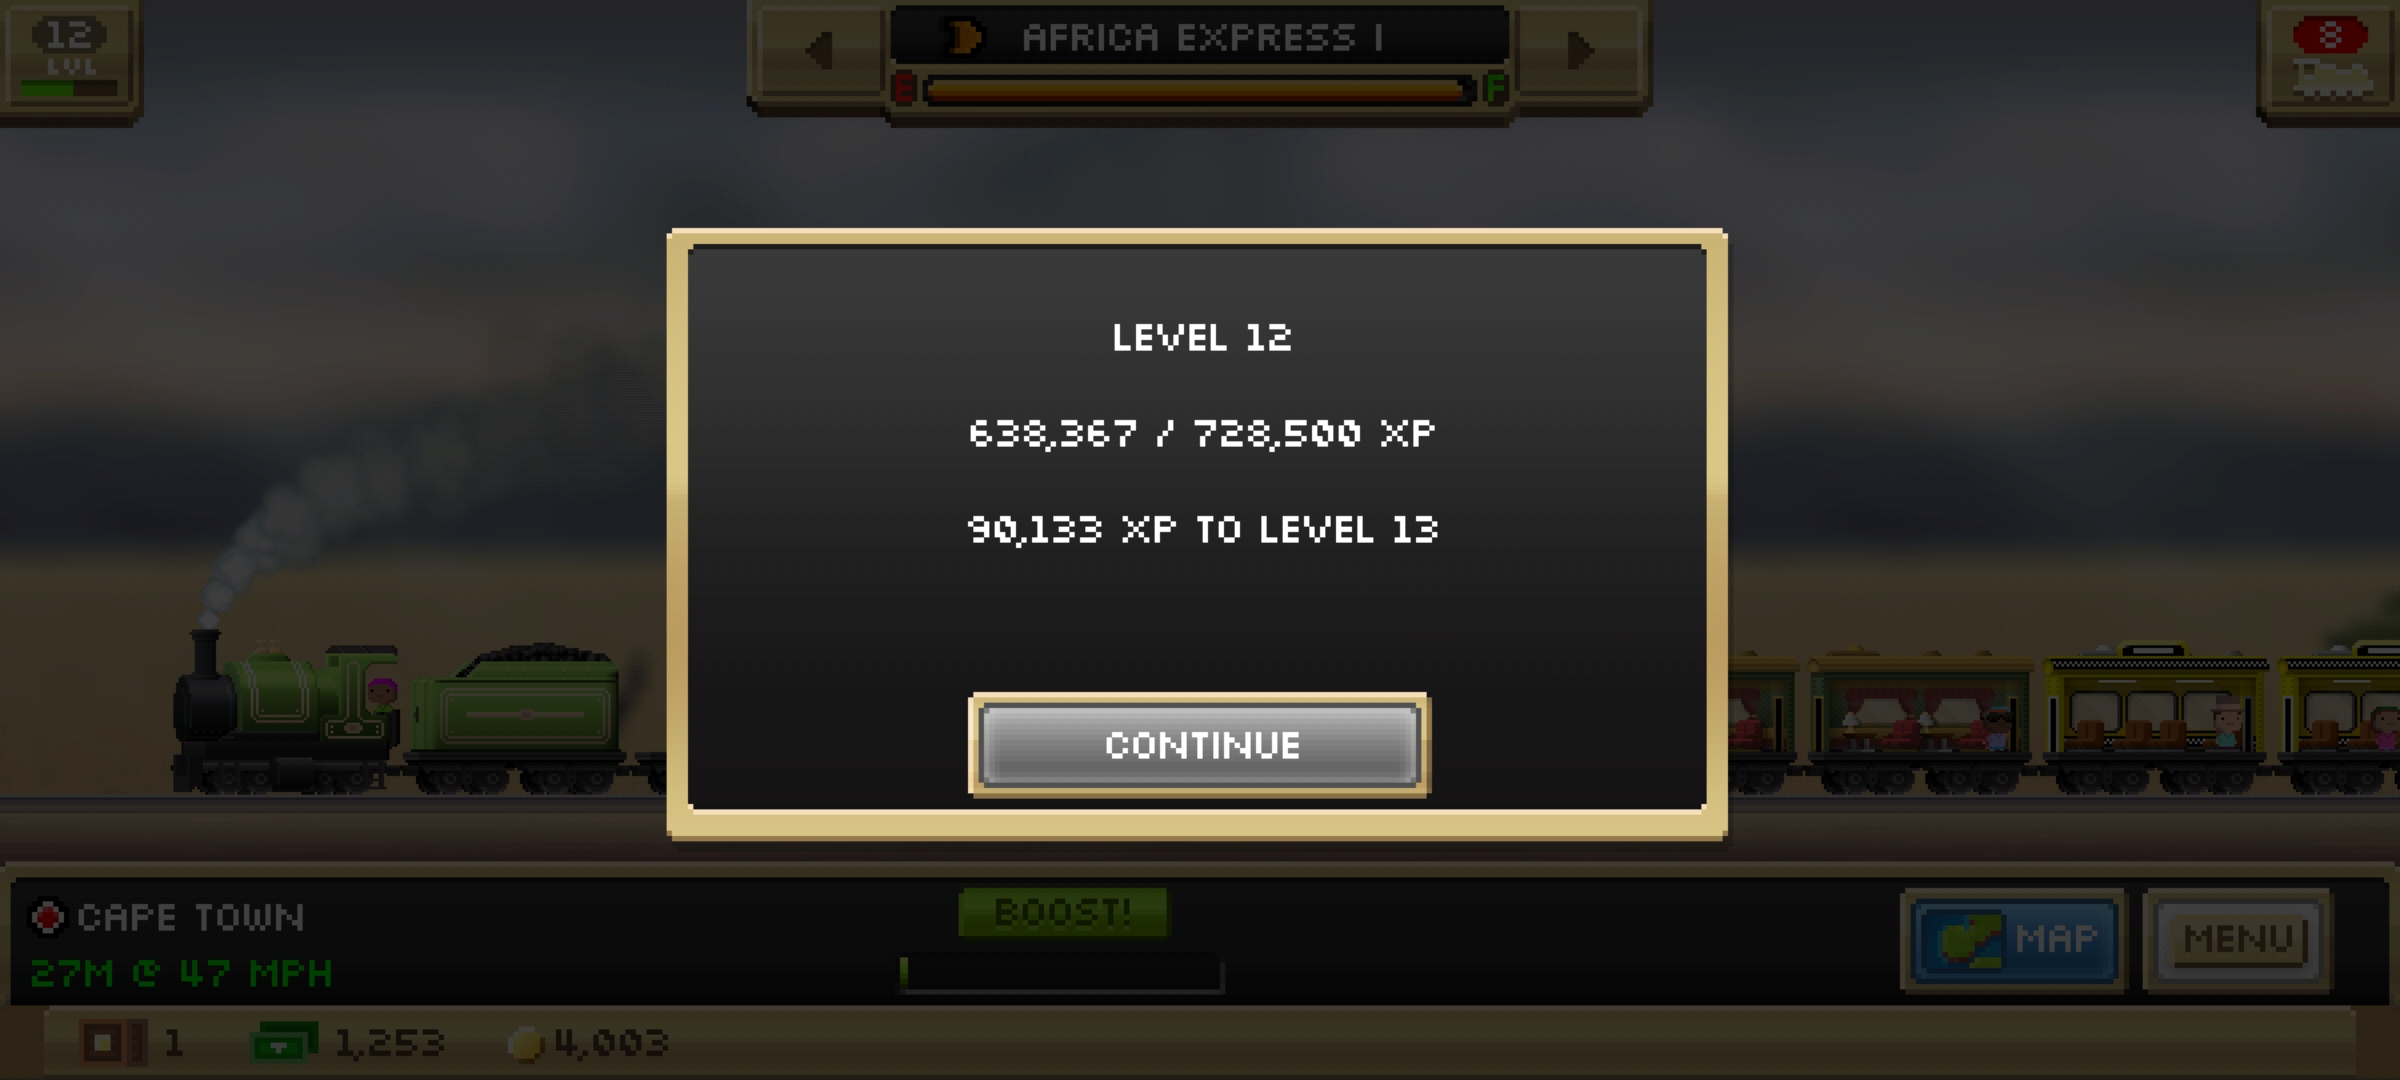 12
LVL
AFRICA EXPRESS I
E
F
8
LEVEL 12
638,367 / 728,500 XP
90,133 XP TO LEVEL 13
CONTINUE
CAPE TOWN
27M @ 47 MPH
BOOST!
MAP
MENU
1
1,253
4,003